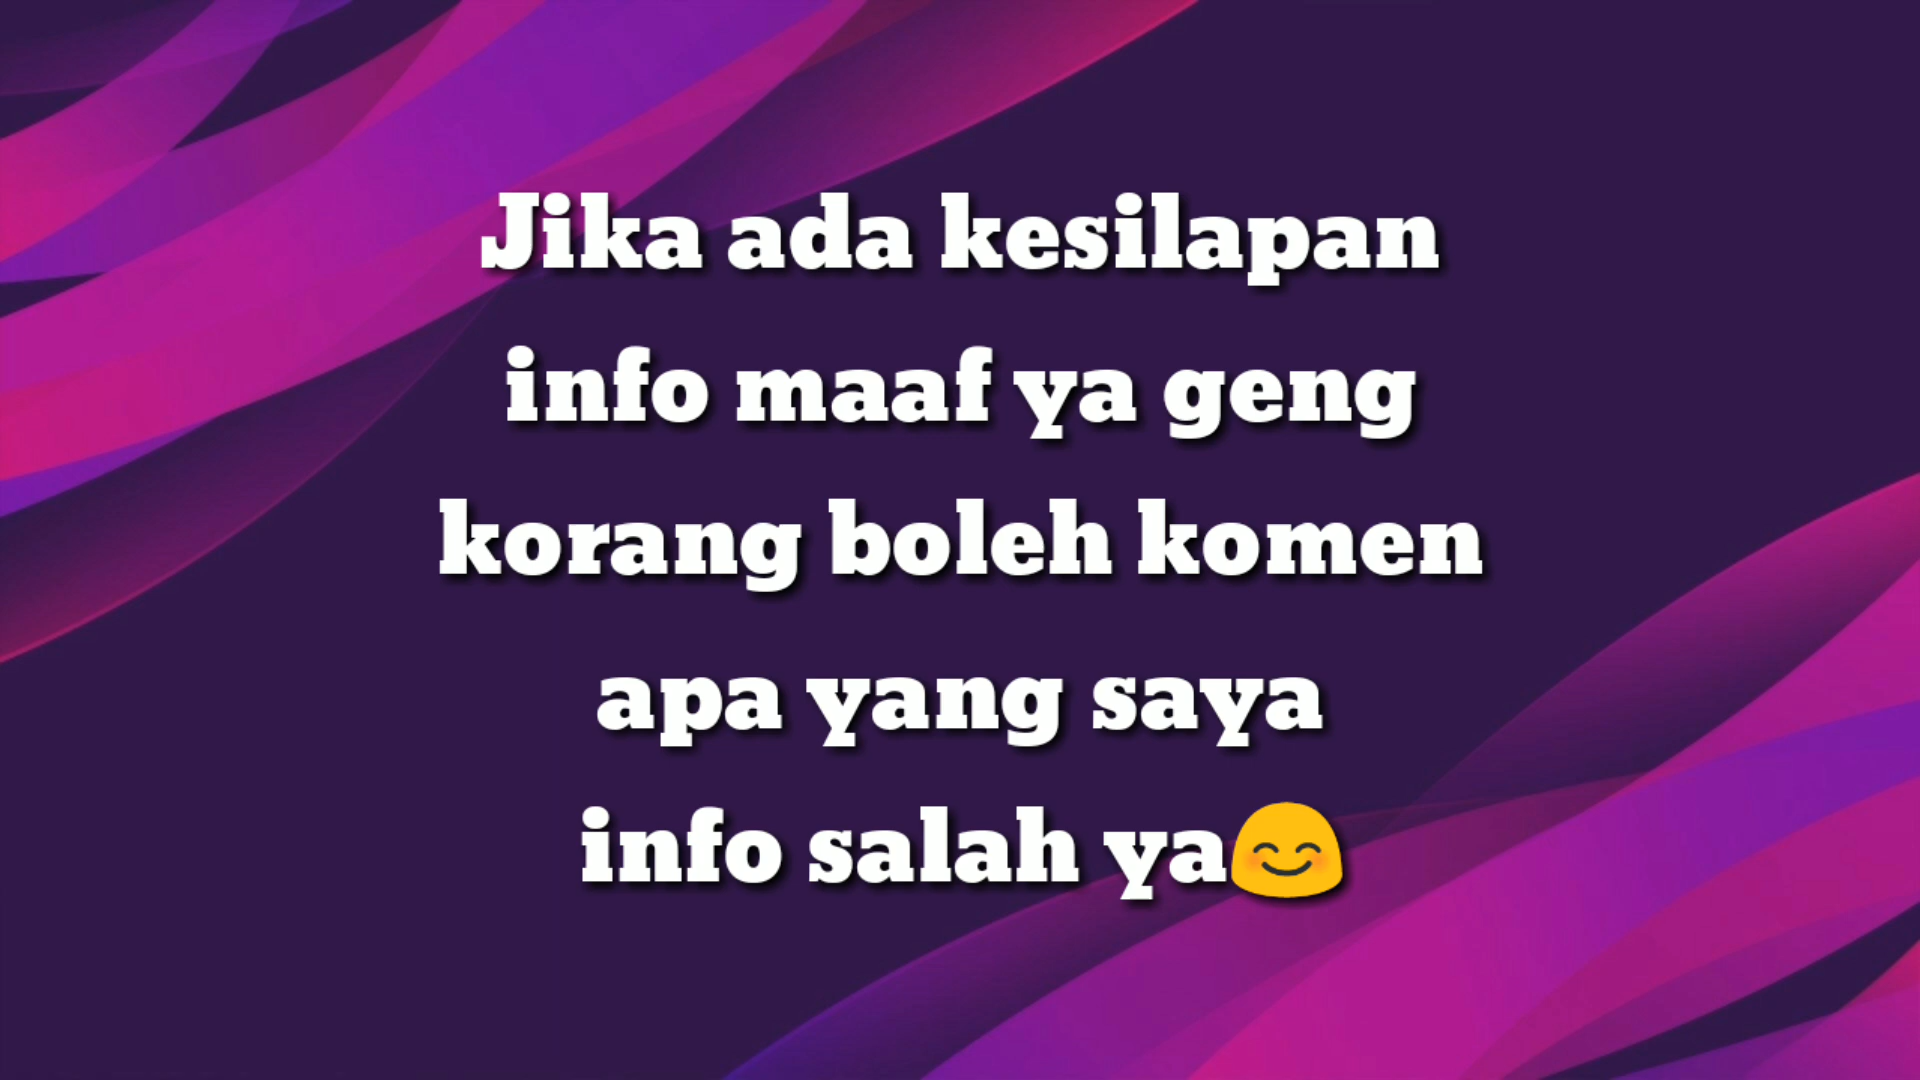 Jika ada kesilapan
info maaf ya geng
korang boleh komen
apa yang saya
info salah ya😊